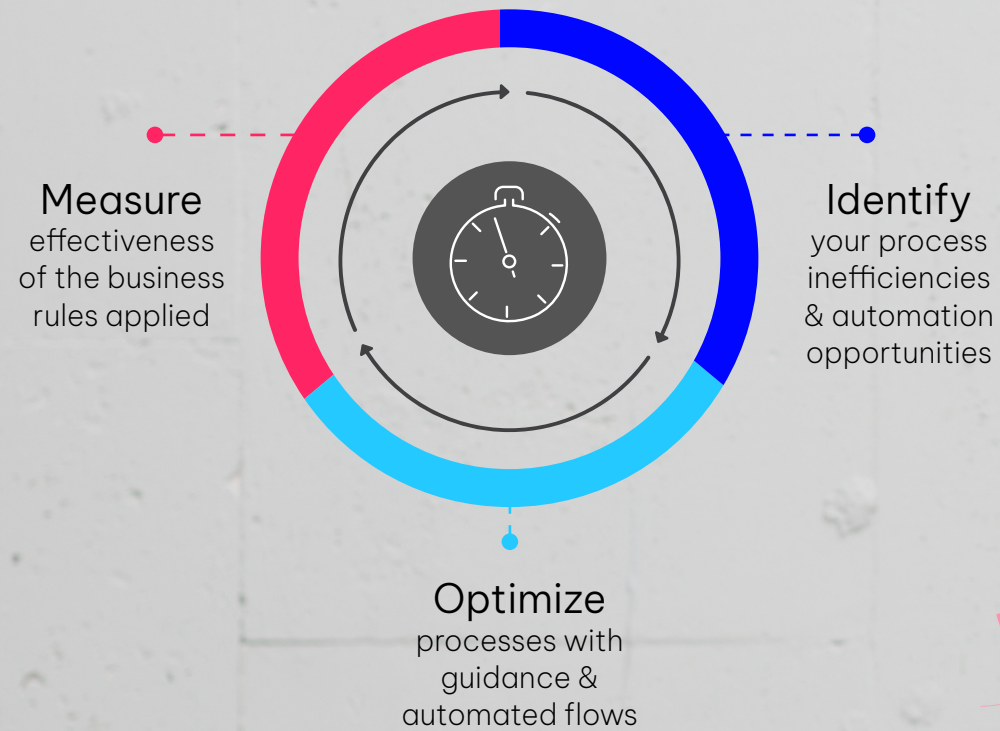 Measure
effectiveness
of the business
rules applied
Identify
your process
inefficiencies
& automation
opportunities
Optimize
processes with
guidance &
automated flows